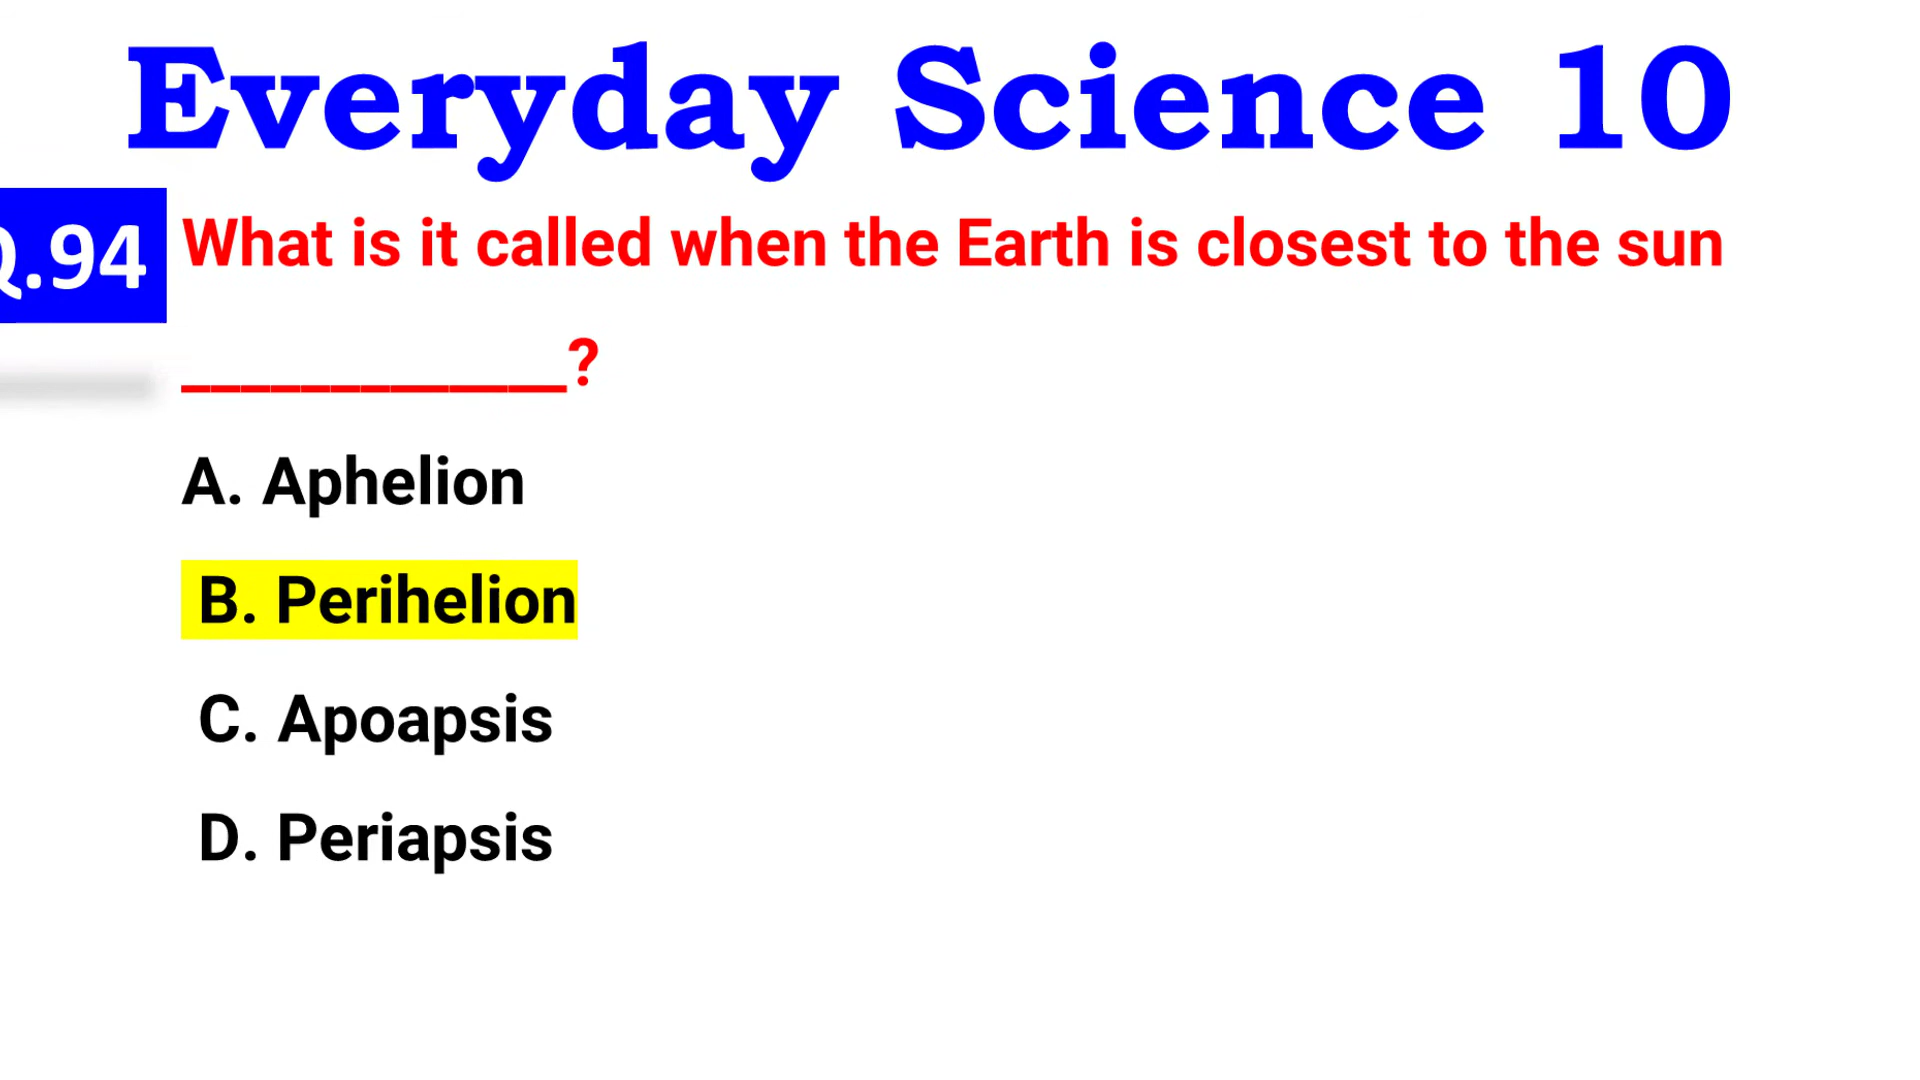 Everyday Science 10
Q.94
What is it called when the Earth is closest to the sun
_____________?
A. Aphelion
B. Perihelion
C. Apoapsis
D. Periapsis